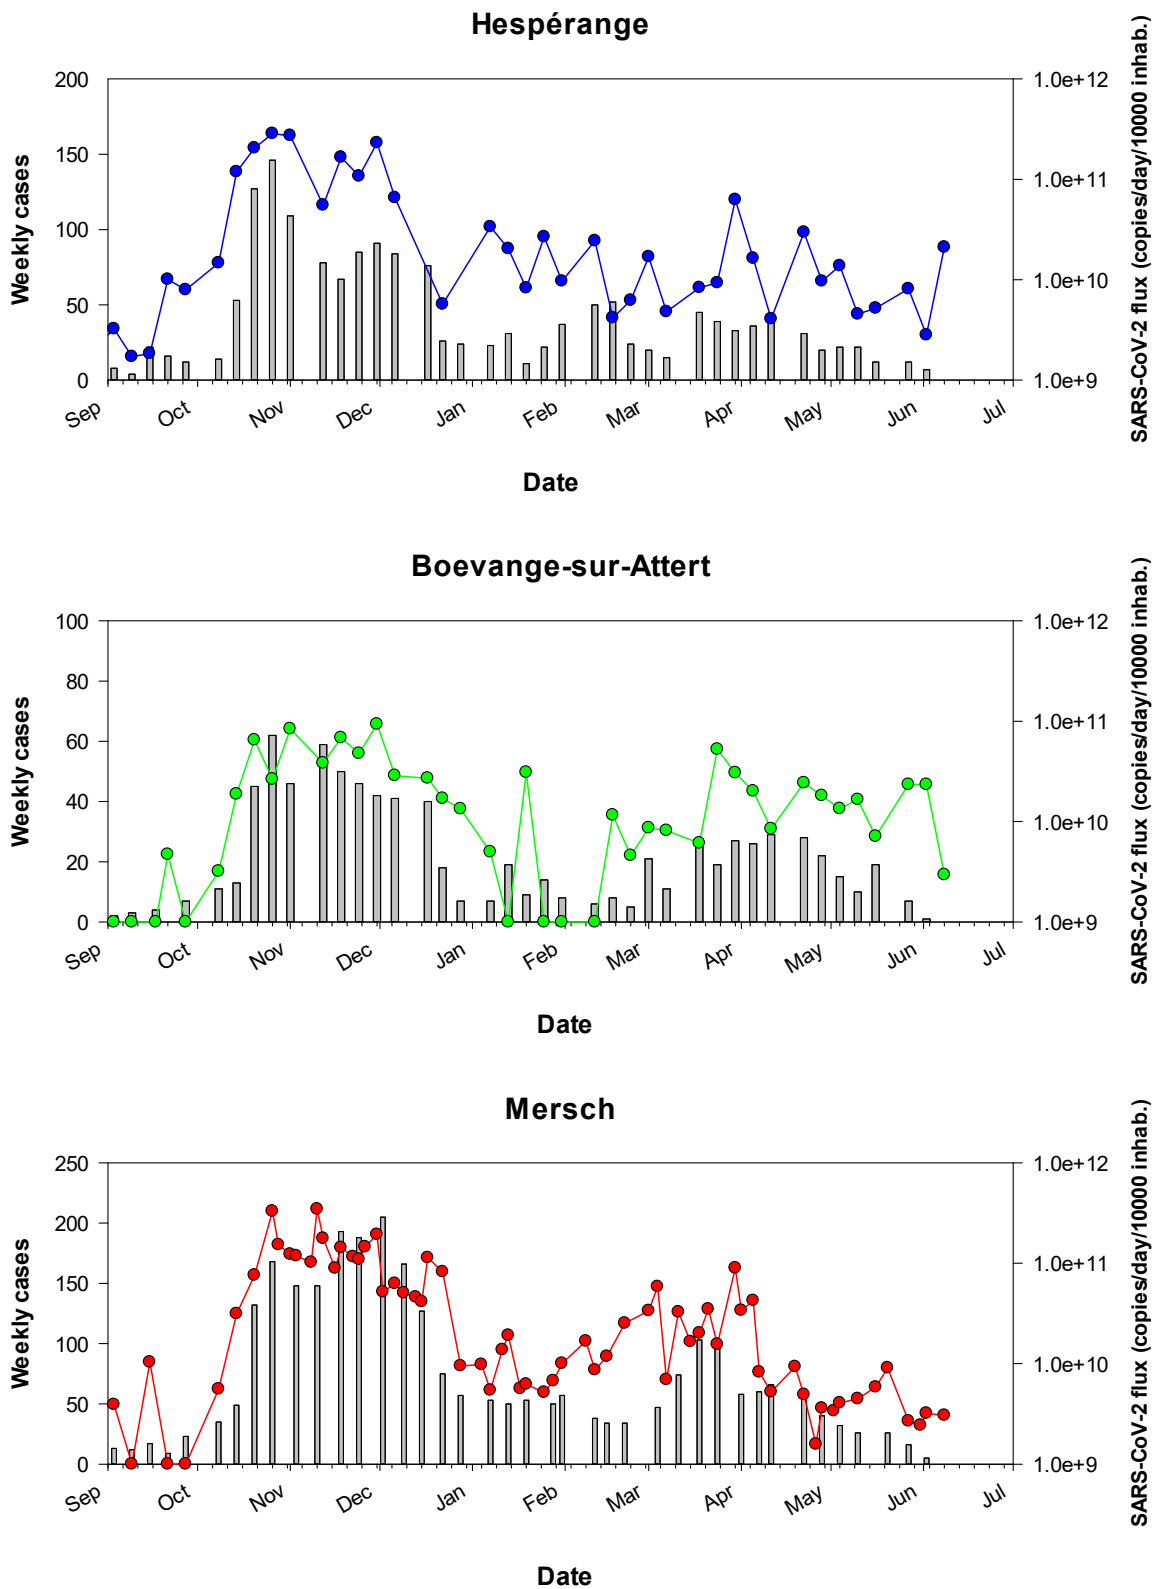 Hespérange
200
150
100
50
0
Weekly cases
1.0e+12
1.0e+11
1.0e+10
1.0e+9
SARS-CoV-2 flux (copies/day/10000 inhab.)
Sep Oct Nov Dec Jan Feb Mar Apr May Jun Jul
Date
Boevange-sur-Attert
100
80
60
40
20
0
Weekly cases
1.0e+12
1.0e+11
1.0e+10
1.0e+9
SARS-CoV-2 flux (copies/day/10000 inhab.)
Sep Oct Nov Dec Jan Feb Mar Apr May Jun Jul
Date
Mersch
250
200
150
100
50
0
Weekly cases
1.0e+12
1.0e+11
1.0e+10
1.0e+9
SARS-CoV-2 flux (copies/day/10000 inhab.)
Sep Oct Nov Dec Jan Feb Mar Apr May Jun Jul
Date